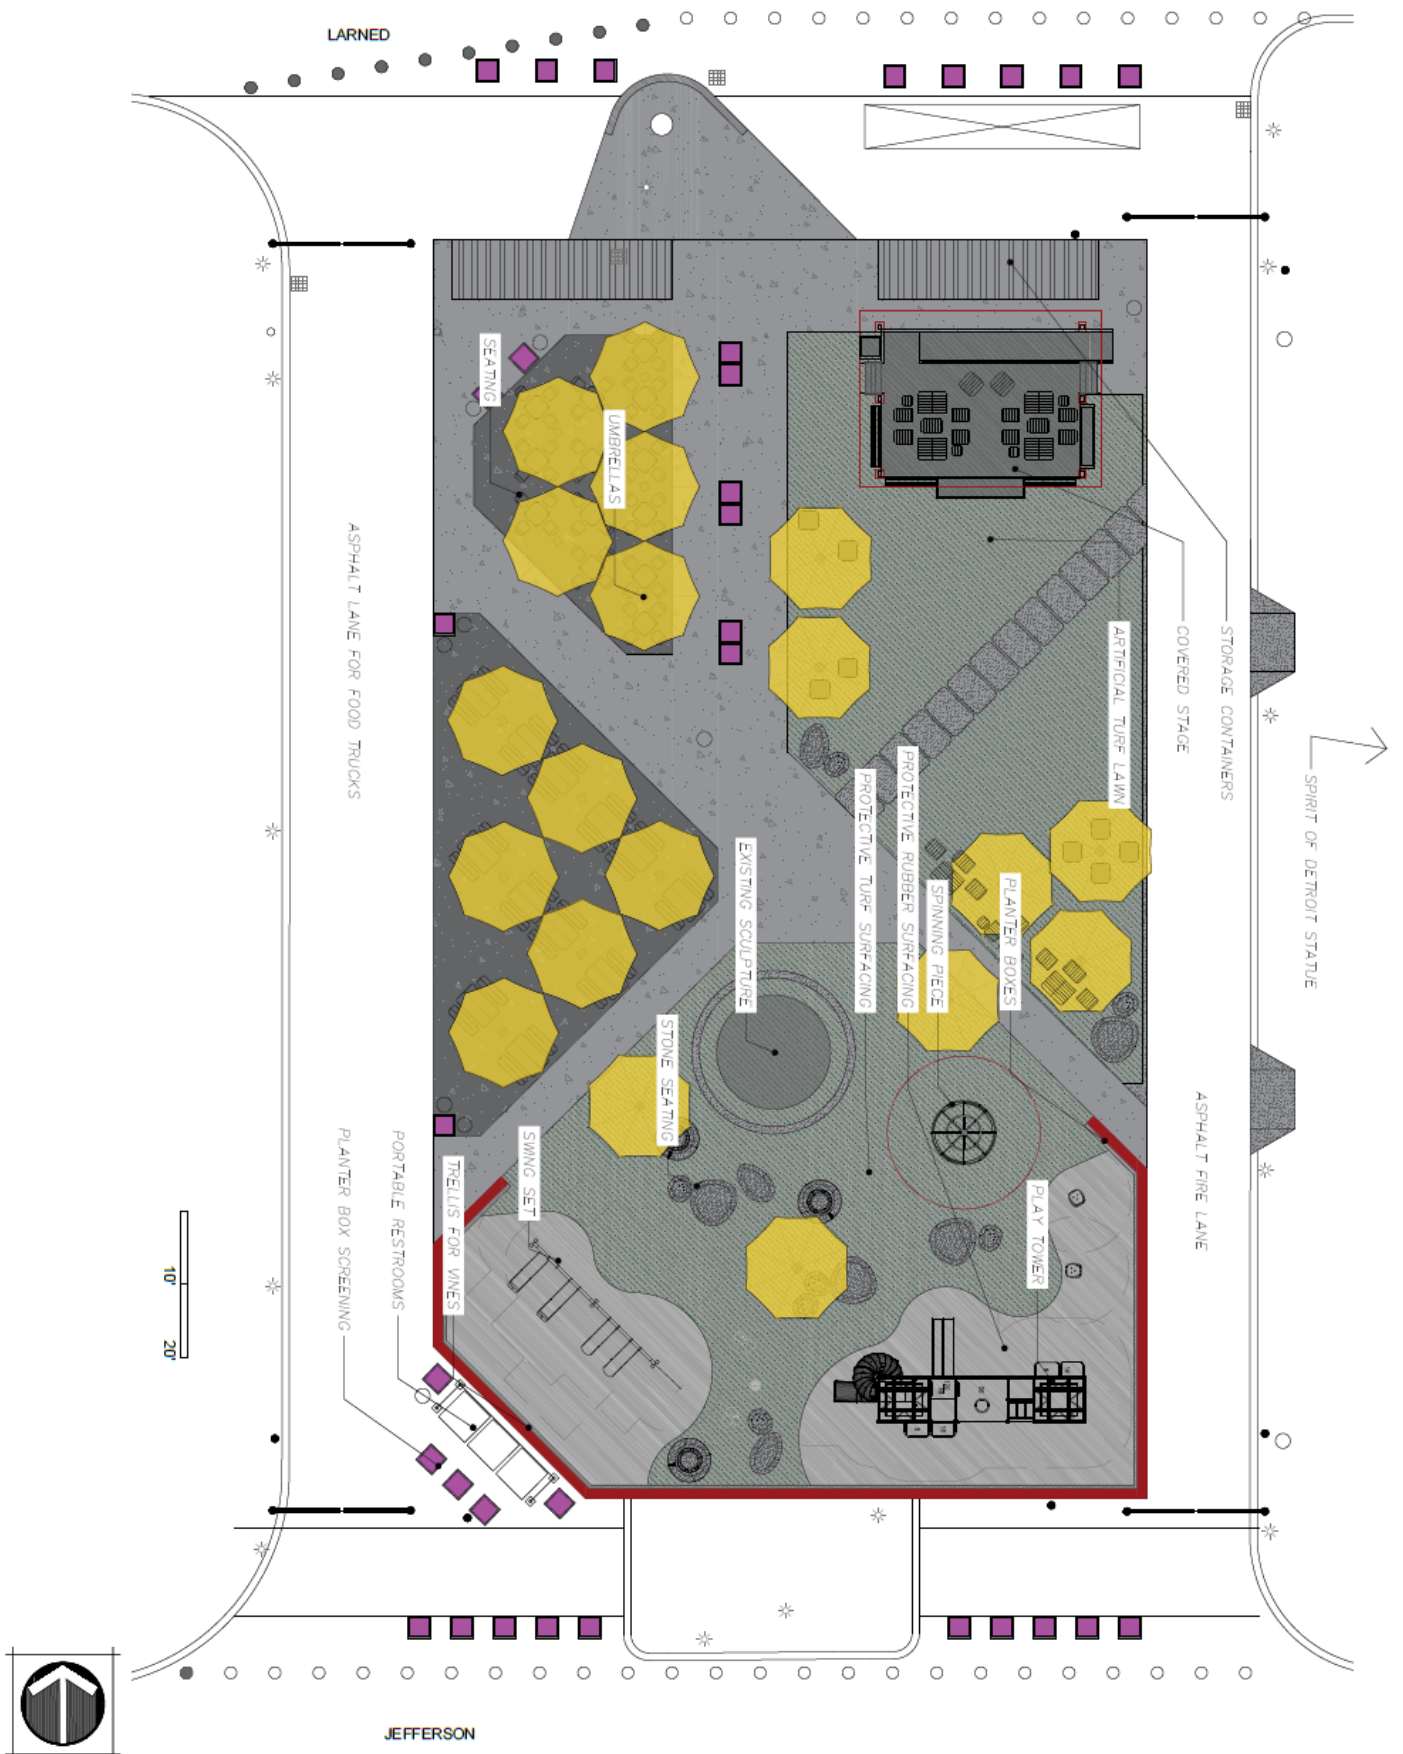 LARNED
SEATING
UMBRELLAS
ASPHALT LANE FOR FOOD TRUCKS
STORAGE CONTAINERS
COVERED STAGE
ARTIFICIAL TURF LAWN
SPIRIT OF DETROIT STATUE
PROTECTIVE RUBBER SURFACING
PROTECTIVE TURF SURFACING
EXISTING SCULPTURE
SPINNING PIECE
PLANTER BOXES
STONE SEATING
ASPHALT FIRE LANE
SWING SET
TRELLIS FOR VINES
PORTABLE RESTROOMS
PLANTER BOX SCREENING
PLAY TOWER
10'
20'
JEFFERSON